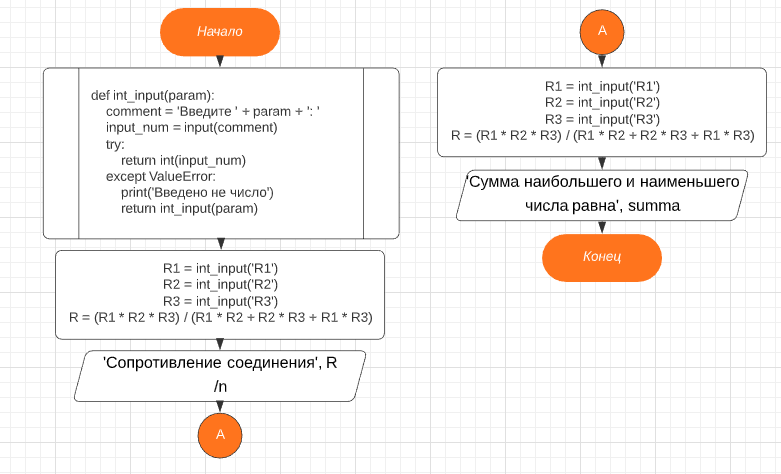 Начало
def int_input(param):
comment = 'Введите ' + param + ': '
input_num = input(comment)
try:
return int(input_num)
except ValueError:
print('Введено не число')
return int_input(param)
R1 = int_input('R1')
R2 = int_input('R2')
R3 = int_input('R3')
R = (R1 * R2 * R3) / (R1 * R2 + R2 * R3 + R1 * R3)
'Сопротивление соединения', R
/n
A
A
R1 = int_input('R1')
R2 = int_input('R2')
R3 = int_input('R3')
R = (R1 * R2 * R3) / (R1 * R2 + R2 * R3 + R1 * R3)
'Сумма наибольшего и наименьшего
числа равна', summa
Конец